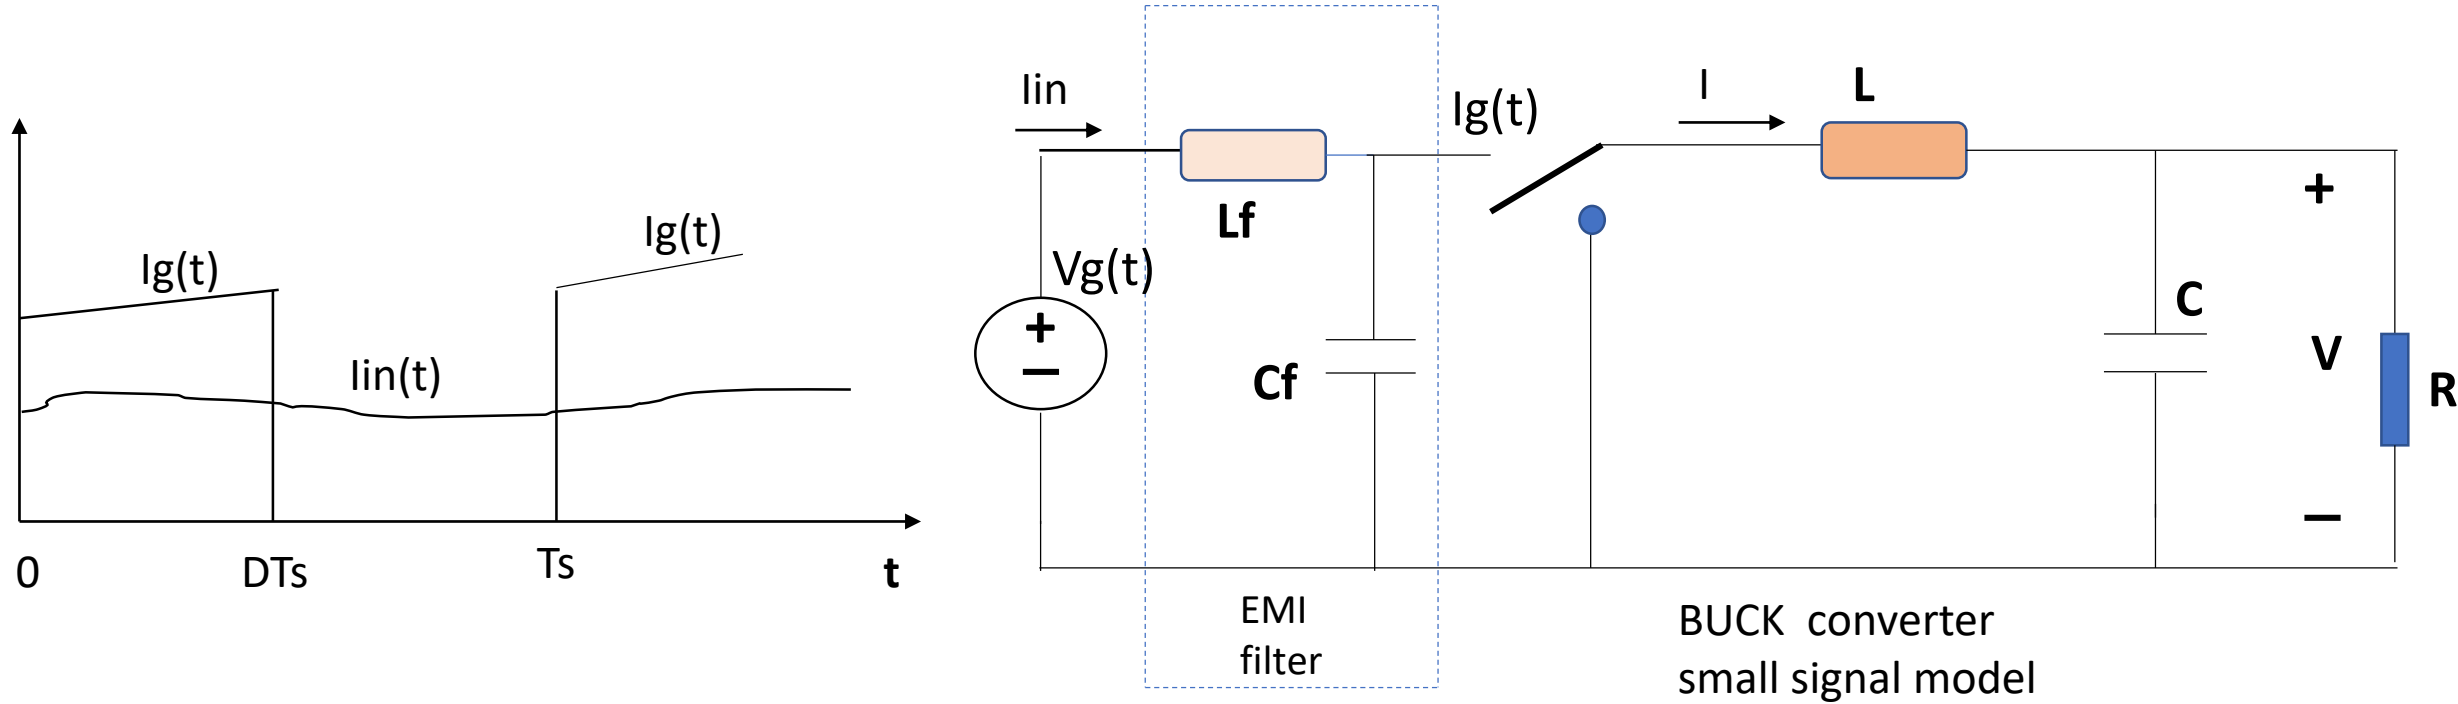 Ig(t)
Ig(t)
Iin(t)
0
DTs
Ts
t
Iin
Lf
Ig(t)
I
L
Vg(t)
+
–
Cf
C
+
V
–
R
EMI
filter
BUCK converter
small signal model